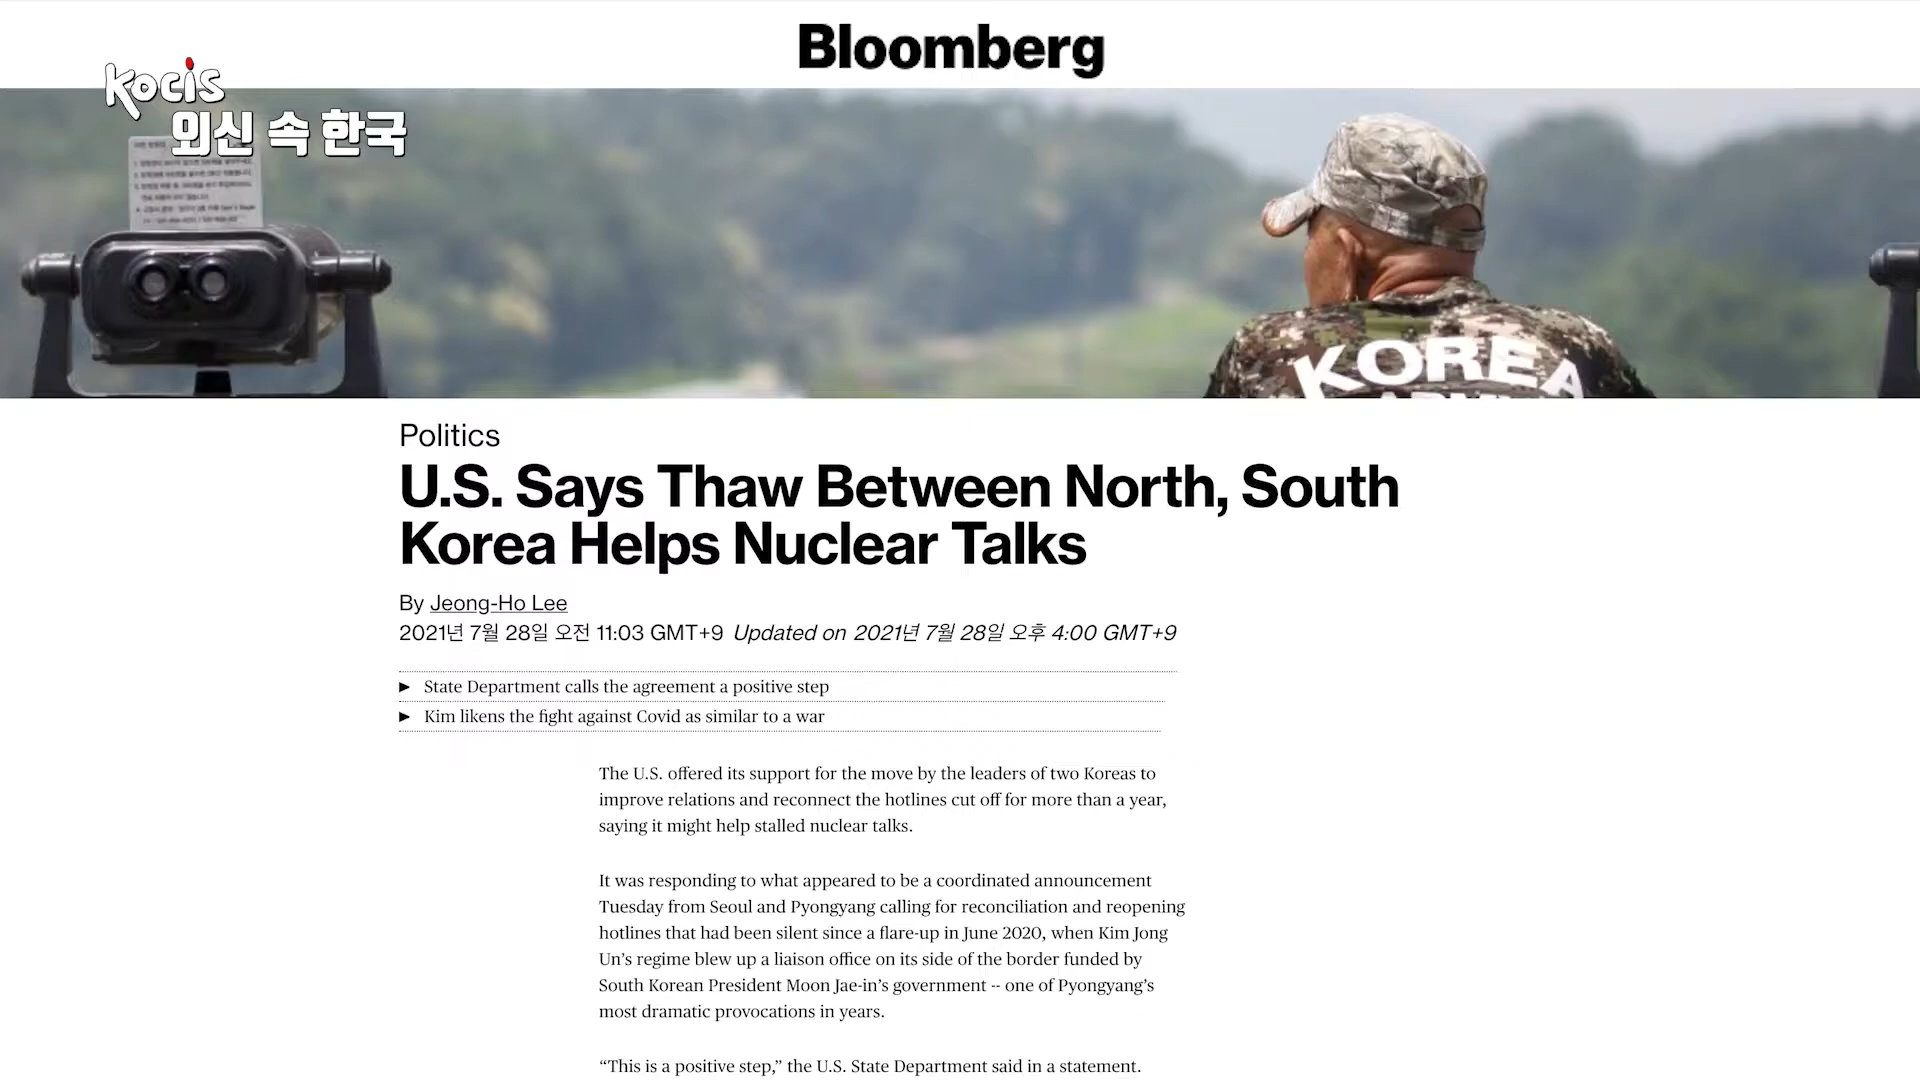 Bloomberg
Kocis
외신 속 한국
KOREA
Politics
U.S. Says Thaw Between North, South
Korea Helps Nuclear Talks
By Jeong-Ho Lee
2021년 7월 28일 오전 11:03 GMT+9 Updated on 2021년 7월 28일 오후 4:00 GMT+9
► State Department calls the agreement a positive step
► Kim likens the fight against Covid as similar to a war
The U.S. offered its support for the move by the leaders of two Koreas to
improve relations and reconnect the hotlines cut off for more than a year,
saying it might help stalled nuclear talks.
It was responding to what appeared to be a coordinated announcement
Tuesday from Seoul and Pyongyang calling for reconciliation and reopening
hotlines that had been silent since a flare-up in June 2020, when Kim Jong
Un’s regime blew up a liaison office on its side of the border funded by
South Korean President Moon Jae-in’s government -- one of Pyongyang’s
most dramatic provocations in years.
“This is a positive step,” the U.S. State Department said in a statement.